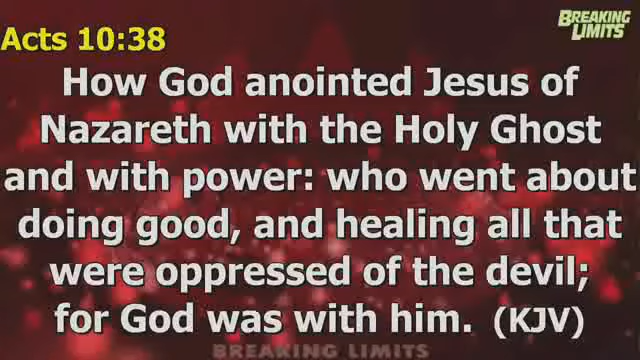 BREAKING
LIMITS
Acts 10:38
How God anointed Jesus of
Nazareth with the Holy Ghost
and with power: who went about
doing good, and healing all that
were oppressed of the devil;
for God was with him. (KJV)
BREAKING LIMITS